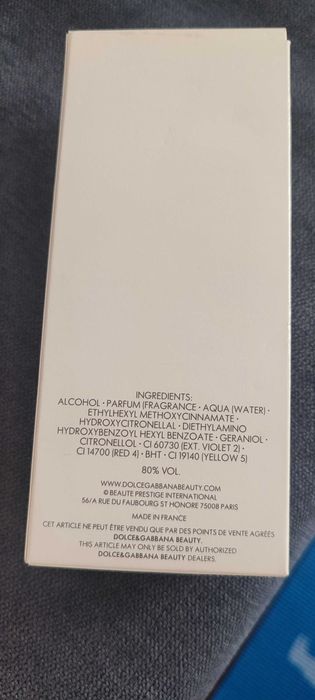 INGREDIENTS:
ALCOHOL • PARFUM (FRAGRANCE • AQUA (WATER) •
ETHYLHEXYL METHOXYCINNAMATE •
HYDROXYCITRONELLAL • DIETHYLAMINO
HYDROXYBENZOYL HEXYL BENZOATE • GERANIOL •
CITRONELLOL • CI 60730 (EXT. VIOLET 2) •
CI 14700 (RED 4) • BHT • CI 19140 (YELLOW 5)
80% VOL.
WWW.DOLCEGABBANABEAUTY.COM
© BEAUTE PRESTIGE INTERNATIONAL
56/A RUE DU FAUBOURG ST HONORE 75008 PARIS
MADE IN FRANCE
CET ARTICLE NE PEUT ÊTRE VENDU QUE PAR DES POINTS DE VENTE AGRÉÉS
DOLCE&GABBANA BEAUTY.
THIS ARTICLE MAY ONLY BE SOLD BY AUTHORIZED
DOLCE&GABBANA BEAUTY DEALERS.